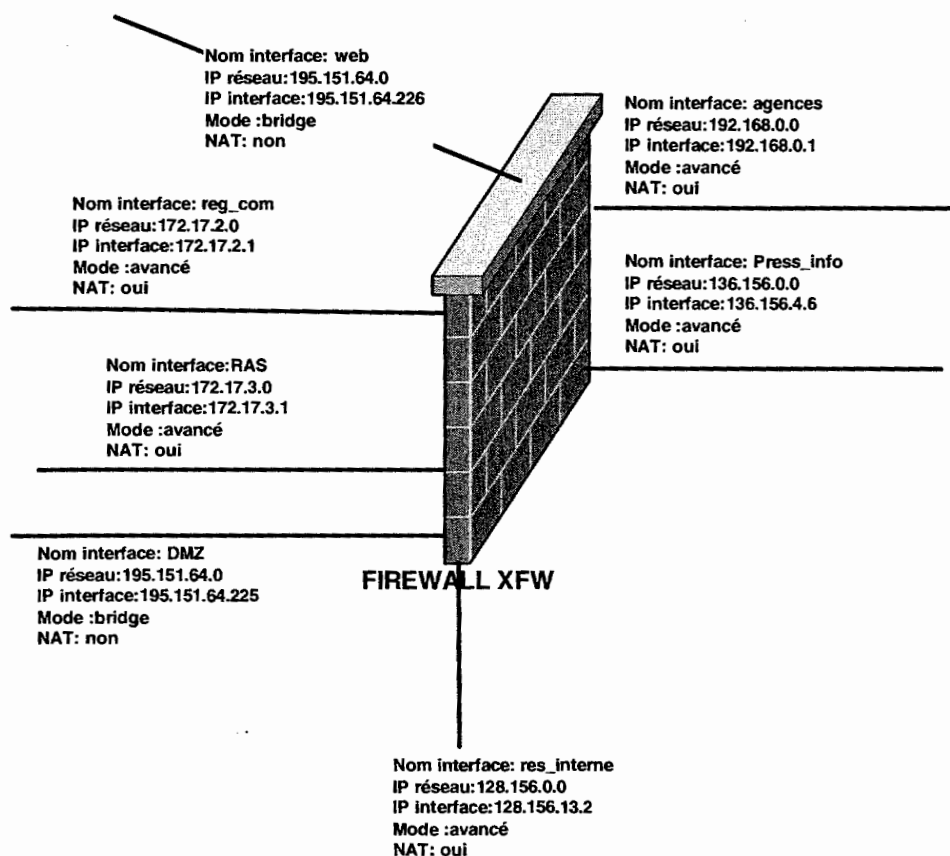 Nom interface: web
IP réseau:195.151.64.0
IP interface:195.151.64.226
Mode :bridge
NAT: non
Nom interface: agences
IP réseau:192.168.0.0
IP interface:192.168.0.1
Mode :avancé
NAT: oui
Nom interface: reg_com
IP réseau:172.17.2.0
IP interface:172.17.2.1
Mode :avancé
NAT: oui
Nom interface: Press_info
IP réseau:136.156.0.0
IP interface:136.156.4.6
Mode :avancé
NAT: oui
Nom interface:RAS
IP réseau:172.17.3.0
IP interface:172.17.3.1
Mode :avancé
NAT: oui
Nom interface: DMZ
IP réseau:195.151.64.0
IP interface:195.151.64.225
Mode :bridge
NAT: non
FIREWALL XFW
Nom interface: res_interne
IP réseau:128.156.0.0
IP interface:128.156.13.2
Mode :avancé
NAT: oui